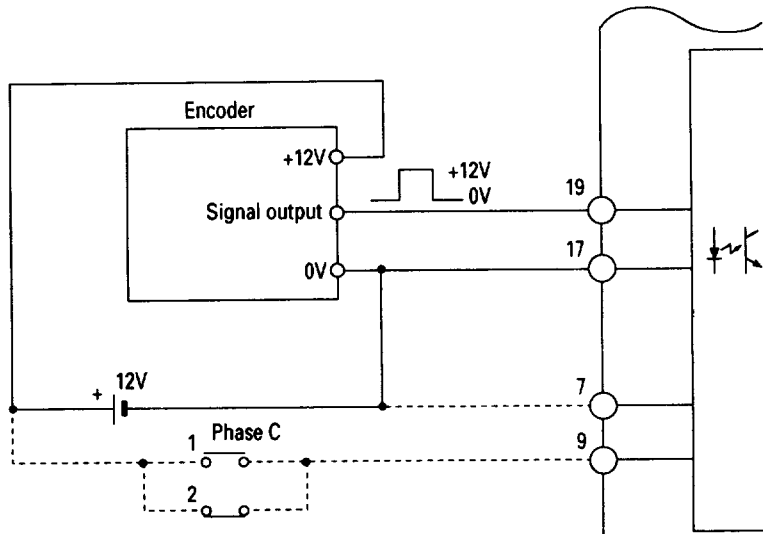 Encoder
+12V
+12V
0V
19
Signal output
17
0V
7
+ 12V
Phase C
9
1
2